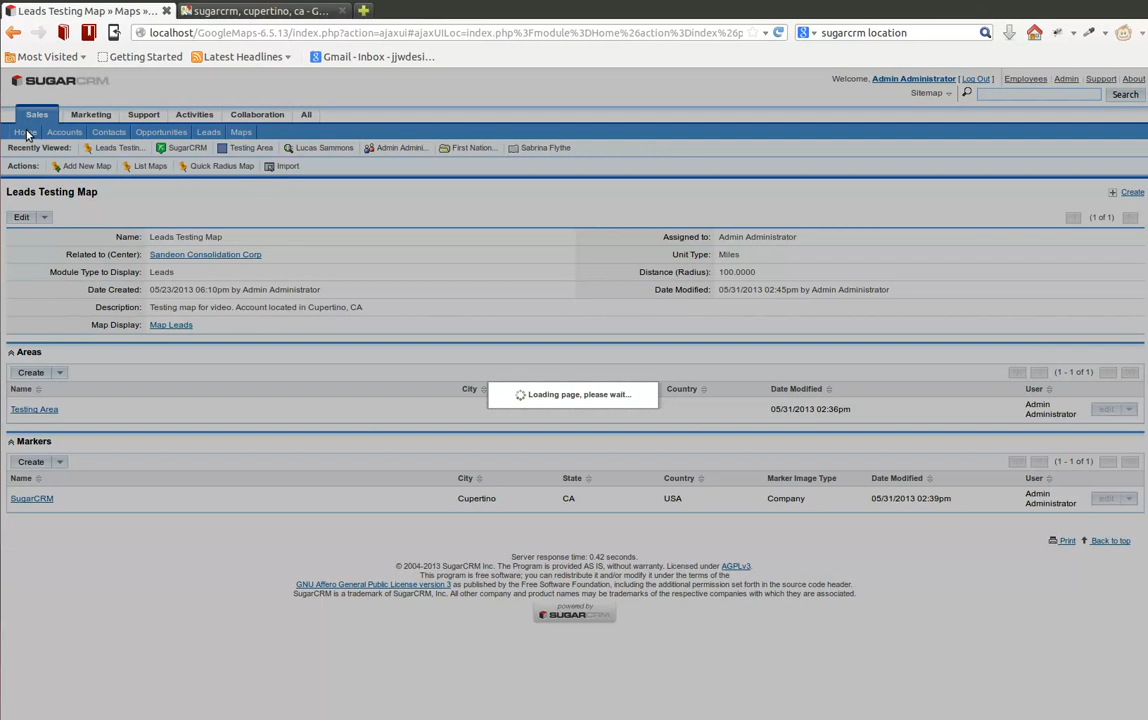 Leads Testing Map » Maps »...
sugarcrm, cupertino, ca - G...
localhost/GoogleMaps-6.5.13/index.php?action=ajaxui#ajaxUILoc=index.php%3Fmodule%3DHome%26action%3Dindex%26p
sugarcrm location
Most Visited
Getting Started
Latest Headlines
Gmail - Inbox - jjwdesi...
SUGARCRM
Welcome, Admin Administrator [ Log Out ]
Employees
Admin
Support
About
Sitemap
Search
Sales
Marketing
Support
Activities
Collaboration
All
Home
Accounts
Contacts
Opportunities
Leads
Maps
Recently Viewed:
Leads Testin...
SugarCRM
Testing Area
Lucas Sammons
Admin Admini...
First Nation...
Sabrina Flythe
Actions:
Add New Map
List Maps
Quick Radius Map
Import
Leads Testing Map
Create
Edit
(1 of 1)
Name: Leads Testing Map
Assigned to: Admin Administrator
Related to (Center): Sandeon Consolidation Corp
Unit Type: Miles
Module Type to Display: Leads
Distance (Radius): 100.0000
Date Created: 05/23/2013 06:10pm by Admin Administrator
Date Modified: 05/31/2013 02:45pm by Admin Administrator
Description: Testing map for video. Account located in Cupertino, CA
Map Display: Map Leads
Areas
Create
(1 - 1 of 1)
Name
City
Country
Date Modified
User
Loading page, please wait...
Testing Area
05/31/2013 02:36pm
Admin
Administrator
edit
Markers
Create
(1 - 1 of 1)
Name
City
State
Country
Marker Image Type
Date Modified
User
SugarCRM
Cupertino
CA
USA
Company
05/31/2013 02:39pm
Admin
Administrator
edit
Print
Back to top
Server response time: 0.42 seconds.
© 2004-2013 SugarCRM Inc. The Program is provided AS IS, without warranty. Licensed under AGPLv3.
This program is free software; you can redistribute it and/or modify it under the terms of the
GNU Affero General Public License version 3 as published by the Free Software Foundation, including the additional permission set forth in the source code header.
SugarCRM is a trademark of SugarCRM, Inc. All other company and product names may be trademarks of the respective companies with which they are associated.
powered by
SUGARCRM